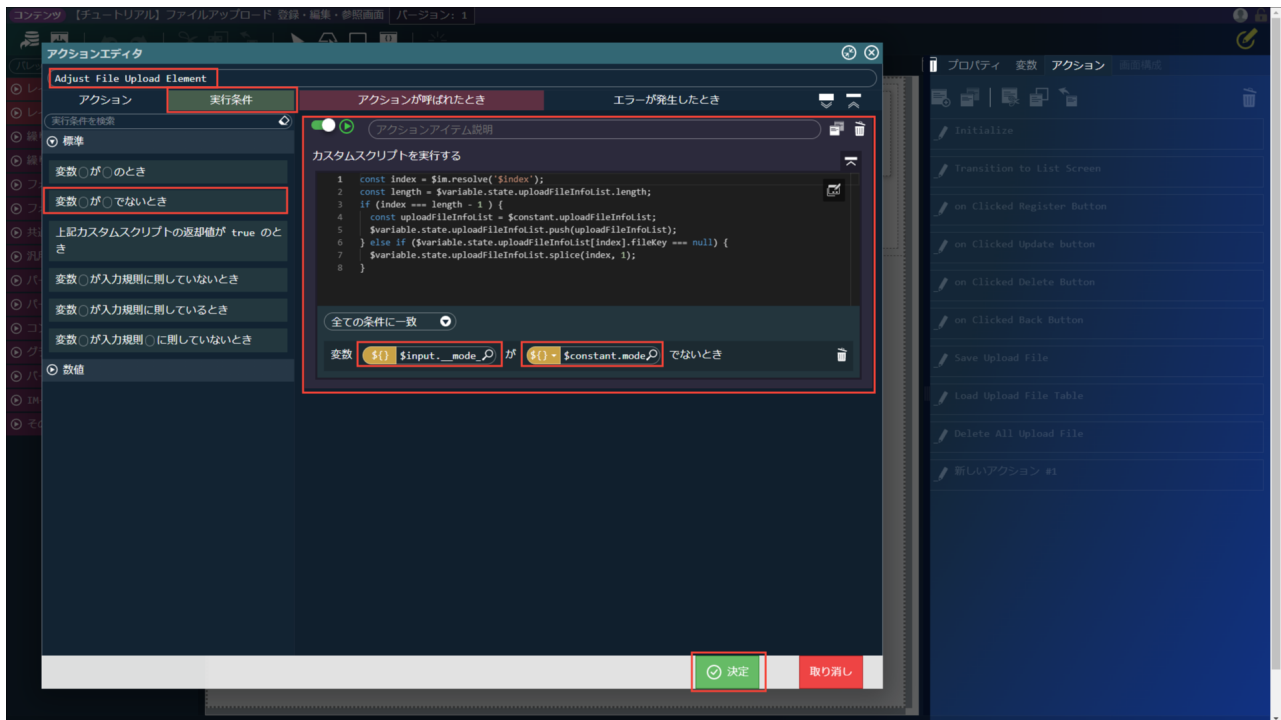 コンテンツ 【チュートリアル】ファイルアップロード 登録・編集・参照画面 バージョン: 1
アクションエディタ
Adjust File Upload Element
アクション 実行条件 アクションが呼ばれたとき エラーが発生したとき
実行条件を検索
標準
変数 が のとき
変数 が でないとき
上記カスタムスクリプトの返却値が true のと
き
変数 が入力規則に則していないとき
変数 が入力規則に則しているとき
変数 が入力規則 に則していないとき
数値
アクションアイテム説明
カスタムスクリプトを実行する
1 const index = $im.resolve('$index');
2 const length = $variable.state.uploadFileInfoList.length;
3 if (index === length - 1 ) {
4 const uploadFileInfoList = $constant.uploadFileInfoList;
5 $variable.state.uploadFileInfoList.push(uploadFileInfoList);
6 } else if ($variable.state.uploadFileInfoList[index].fileKey === null) {
7 $variable.state.uploadFileInfoList.splice(index, 1);
8 }
全ての条件に一致
変数 ${} $input.__mode_ が ${} $constant.mode でないとき
決定 取り消し
プロパティ 変数 アクション 画面構成
Initialize
Transition to List Screen
on Clicked Register Button
on Clicked Update button
on Clicked Delete Button
on Clicked Back Button
Save Upload File
Load Upload File Table
Delete All Upload File
新しいアクション #1